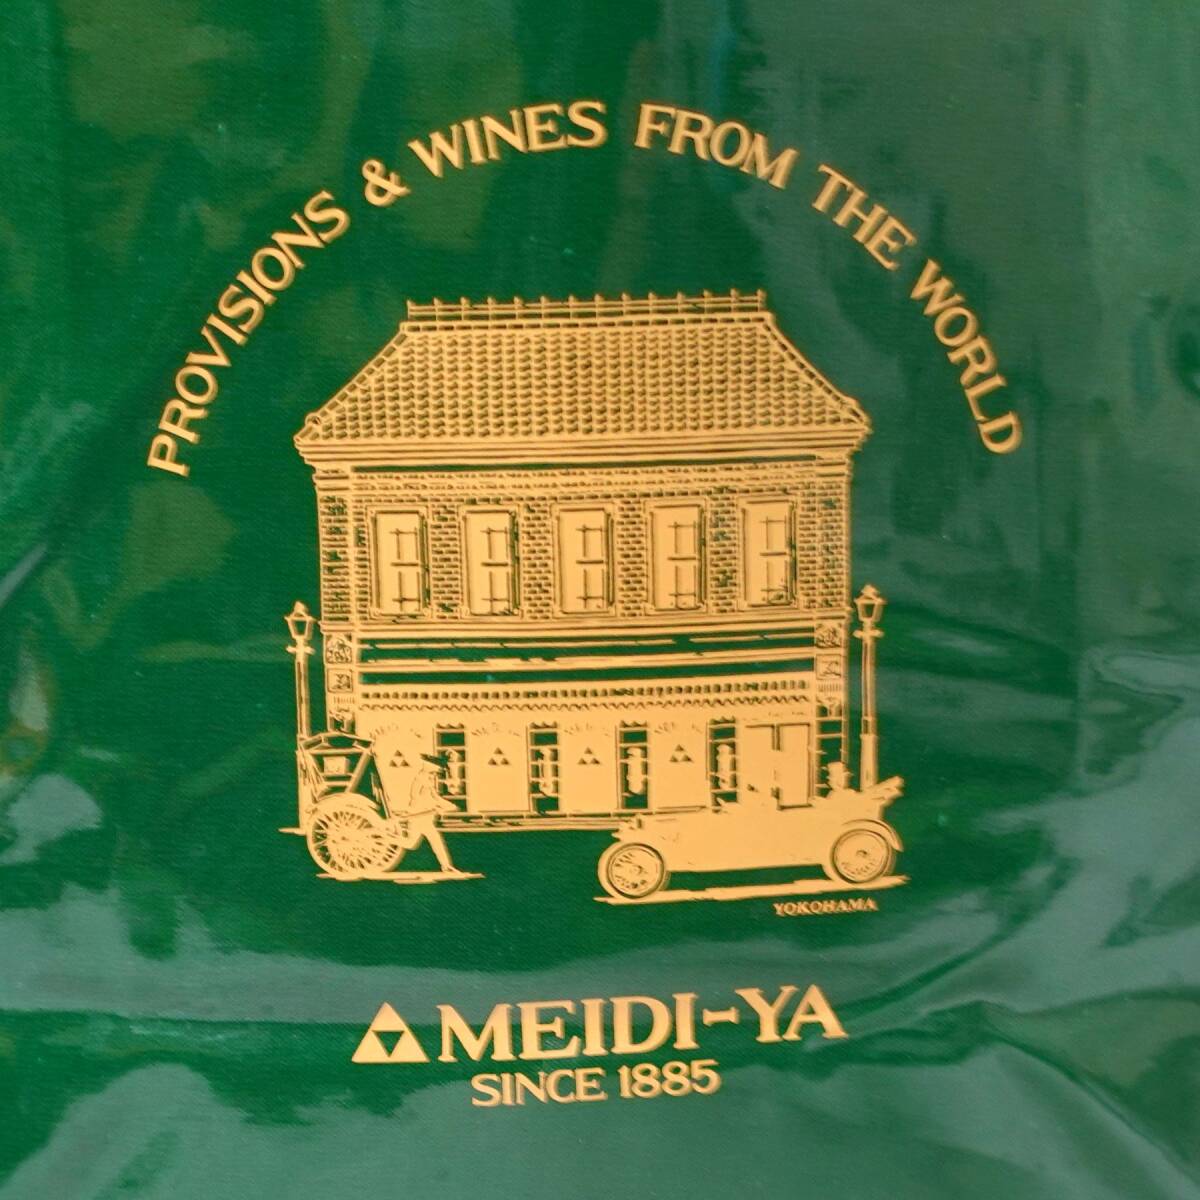 PROVISIONS & WINES FROM THE WORLD
YOKOHAMA
MEIDI-YA
SINCE 1885